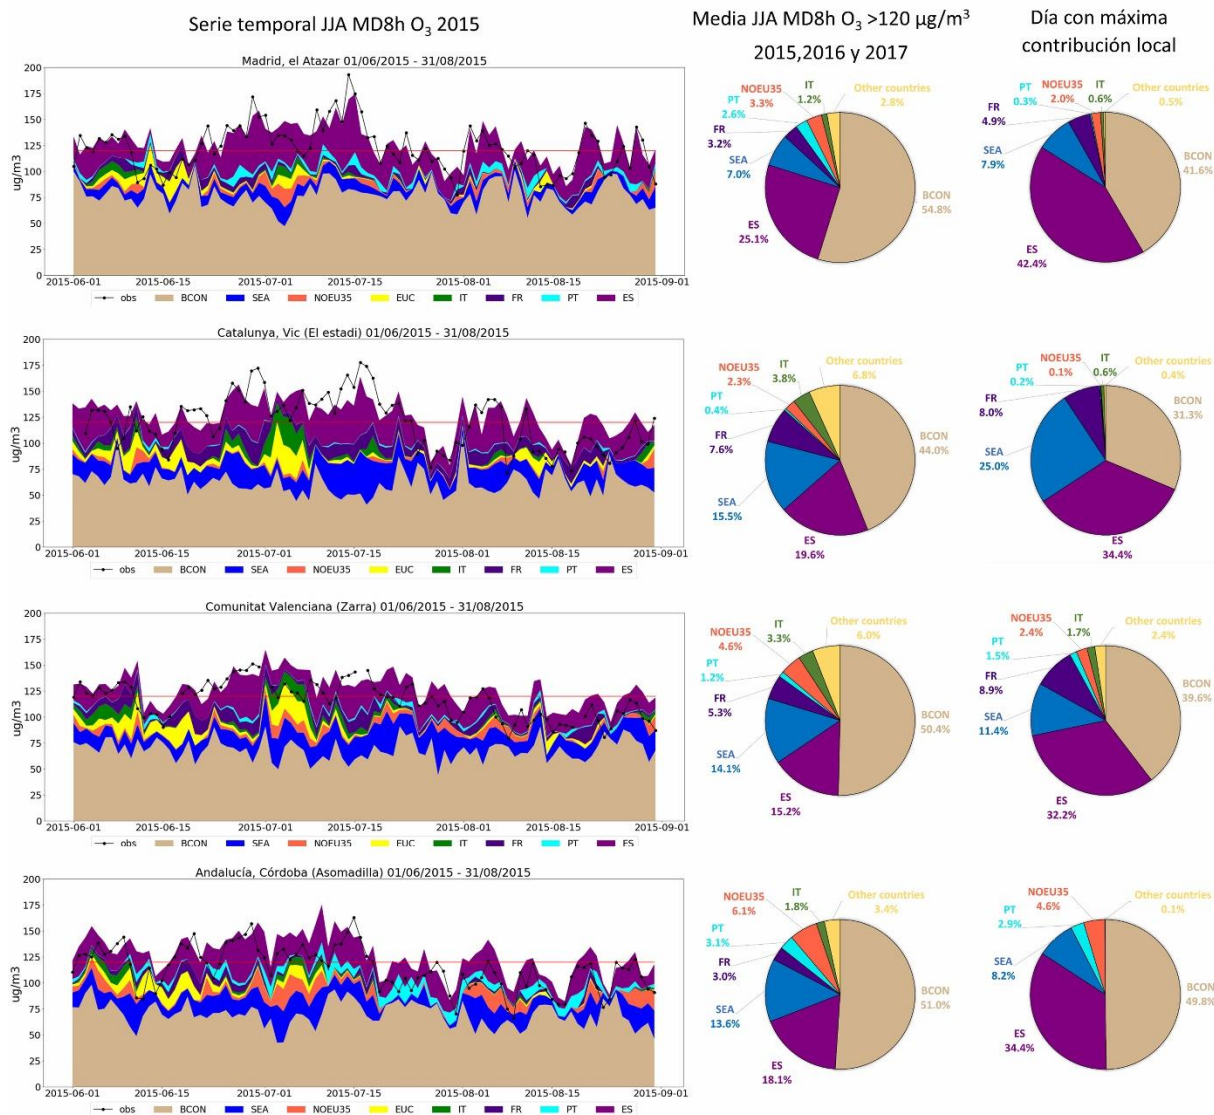 Serie temporal JJA MD8h O₃ 2015
Media JJA MD8h O₃ >120 µg/m³
2015,2016 y 2017
Día con máxima
contribución local
Madrid, el Atazar 01/06/2015 - 31/08/2015
200
175
150
125
100
75
50
25
0
ug/m3
2015-06-01 2015-06-15 2015-07-01 2015-07-15 2015-08-01 2015-08-15 2015-09-01
obs BCON SEA NOEU35 EUC IT FR PT ES
IT
1.2%
Other countries
2.8%
NOEU35
3.3%
PT
2.6%
FR
3.2%
SEA
7.0%
BCON
54.8%
ES
25.1%
IT
0.6%
Other countries
0.5%
NOEU35
2.0%
PT
0.3%
FR
4.9%
SEA
7.9%
BCON
41.6%
ES
42.4%
Catalunya, Vic (El estadi) 01/06/2015 - 31/08/2015
200
175
150
125
100
75
50
25
0
ug/m3
2015-06-01 2015-06-15 2015-07-01 2015-07-15 2015-08-01 2015-08-15 2015-09-01
obs BCON SEA NOEU35 EUC IT FR PT ES
IT
3.8%
Other countries
6.8%
NOEU35
2.3%
PT
0.4%
FR
7.6%
SEA
15.5%
BCON
44.0%
ES
19.6%
NOEU35
0.1%
IT
0.6%
Other countries
0.4%
PT
0.2%
FR
8.0%
SEA
25.0%
BCON
31.3%
ES
34.4%
Comunitat Valenciana (Zarra) 01/06/2015 - 31/08/2015
200
175
150
125
100
75
50
25
0
ug/m3
2015-06-01 2015-06-15 2015-07-01 2015-07-15 2015-08-01 2015-08-15 2015-09-01
obs BCON SEA NOEU35 EUC IT FR PT ES
IT
3.3%
Other countries
6.0%
NOEU35
4.6%
PT
1.2%
FR
5.3%
SEA
14.1%
BCON
50.4%
ES
15.2%
NOEU35
2.4%
IT
1.7%
Other countries
2.4%
PT
1.5%
FR
8.9%
SEA
11.4%
BCON
39.6%
ES
32.2%
Andalucía, Córdoba (Asomadilla) 01/06/2015 - 31/08/2015
200
175
150
125
100
75
50
25
0
ug/m3
2015-06-01 2015-06-15 2015-07-01 2015-07-15 2015-08-01 2015-08-15 2015-09-01
obs BCON SEA NOEU35 EUC IT FR PT ES
IT
1.8%
Other countries
3.4%
NOEU35
6.1%
PT
3.1%
FR
3.0%
SEA
13.6%
BCON
51.0%
ES
18.1%
NOEU35
4.6%
Other countries
0.1%
PT
2.9%
SEA
8.2%
BCON
49.8%
ES
34.4%